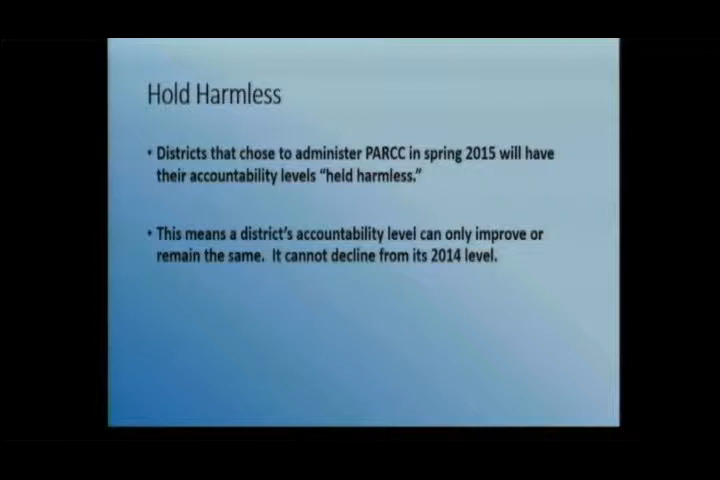 Hold Harmless
• Districts that chose to administer PARCC in spring 2015 will have
their accountability levels “held harmless.”
• This means a district’s accountability level can only improve or
remain the same. It cannot decline from its 2014 level.